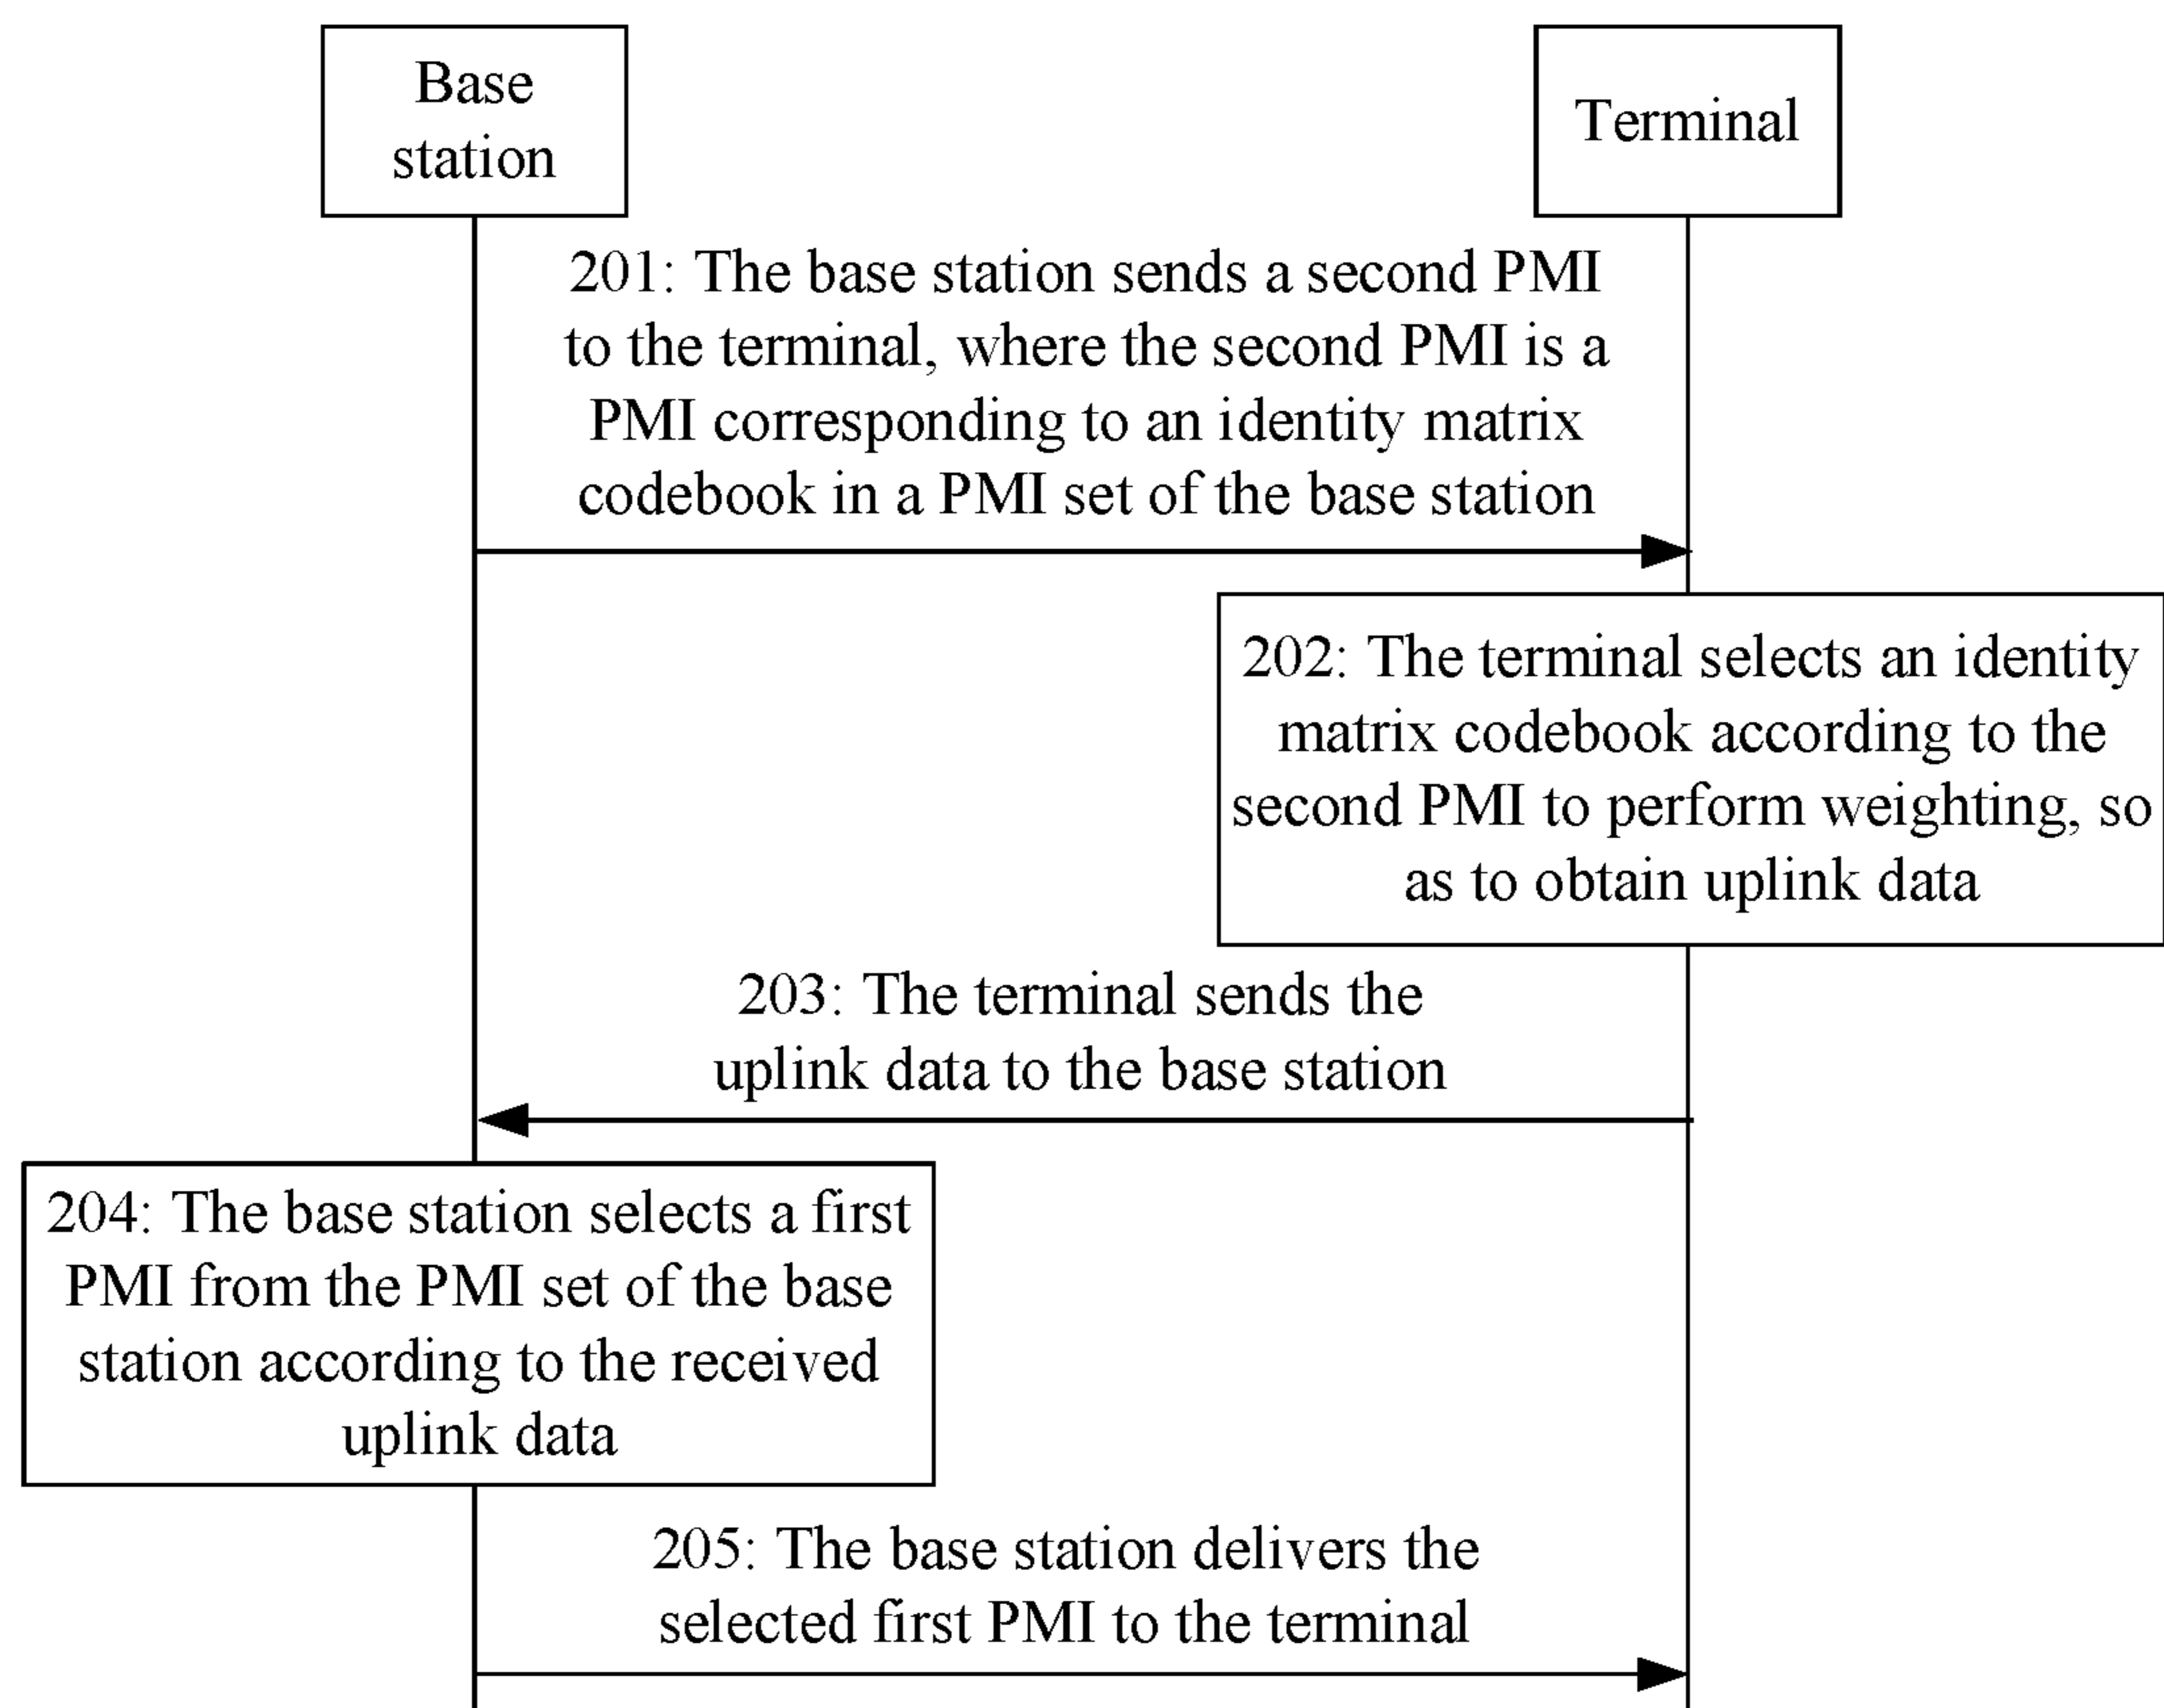 Base
station
Terminal
201: The base station sends a second PMI
to the terminal, where the second PMI is a
PMI corresponding to an identity matrix
codebook in a PMI set of the base station
202: The terminal selects an identity
matrix codebook according to the
second PMI to perform weighting, so
as to obtain uplink data
203: The terminal sends the
uplink data to the base station
204: The base station selects a first
PMI from the PMI set of the base
station according to the received
uplink data
205: The base station delivers the
selected first PMI to the terminal